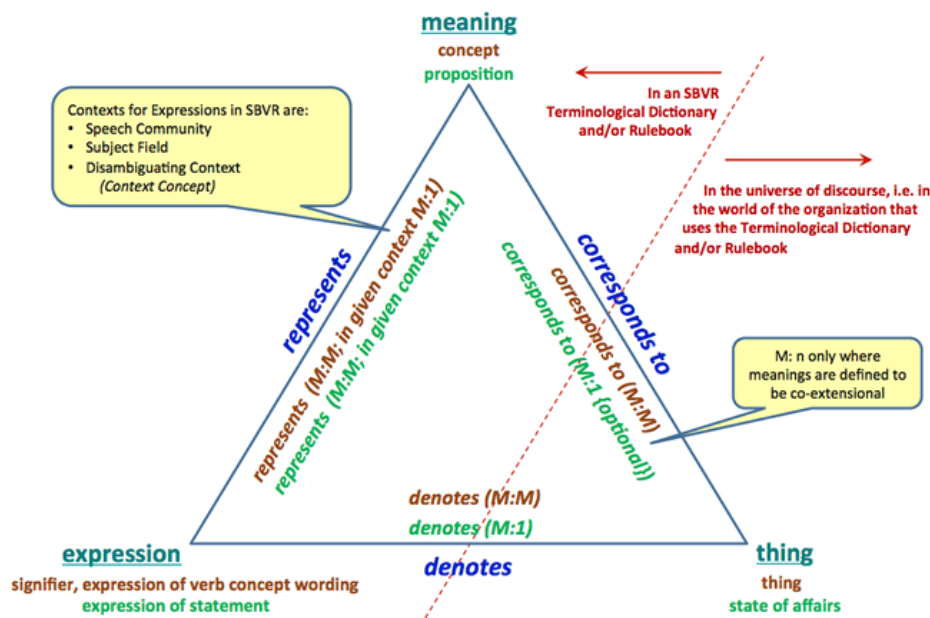 meaning
concept
proposition
In an SBVR
Terminological Dictionary
and/or Rulebook
Contexts for Expressions in SBVR are:
• Speech Community
• Subject Field
• Disambiguating Context
(Context Concept)
In the universe of discourse, i.e. in
the world of the organization that
uses the Terminological Dictionary
and/or Rulebook
represents
represents (M:M; in given context M:1)
represents (M:M; in given context M:1)
corresponds to
corresponds to (M:M)
corresponds to (M:1 {optional})
M: n only where
meanings are defined to
be co-extensional
denotes (M:M)
denotes (M:1)
denotes
expression
signifier, expression of verb concept wording
expression of statement
thing
thing
state of affairs